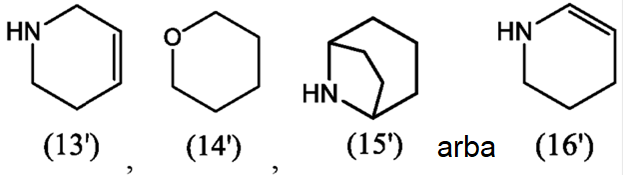 HN O HN HN
(13') , (14') , (15') arba (16')